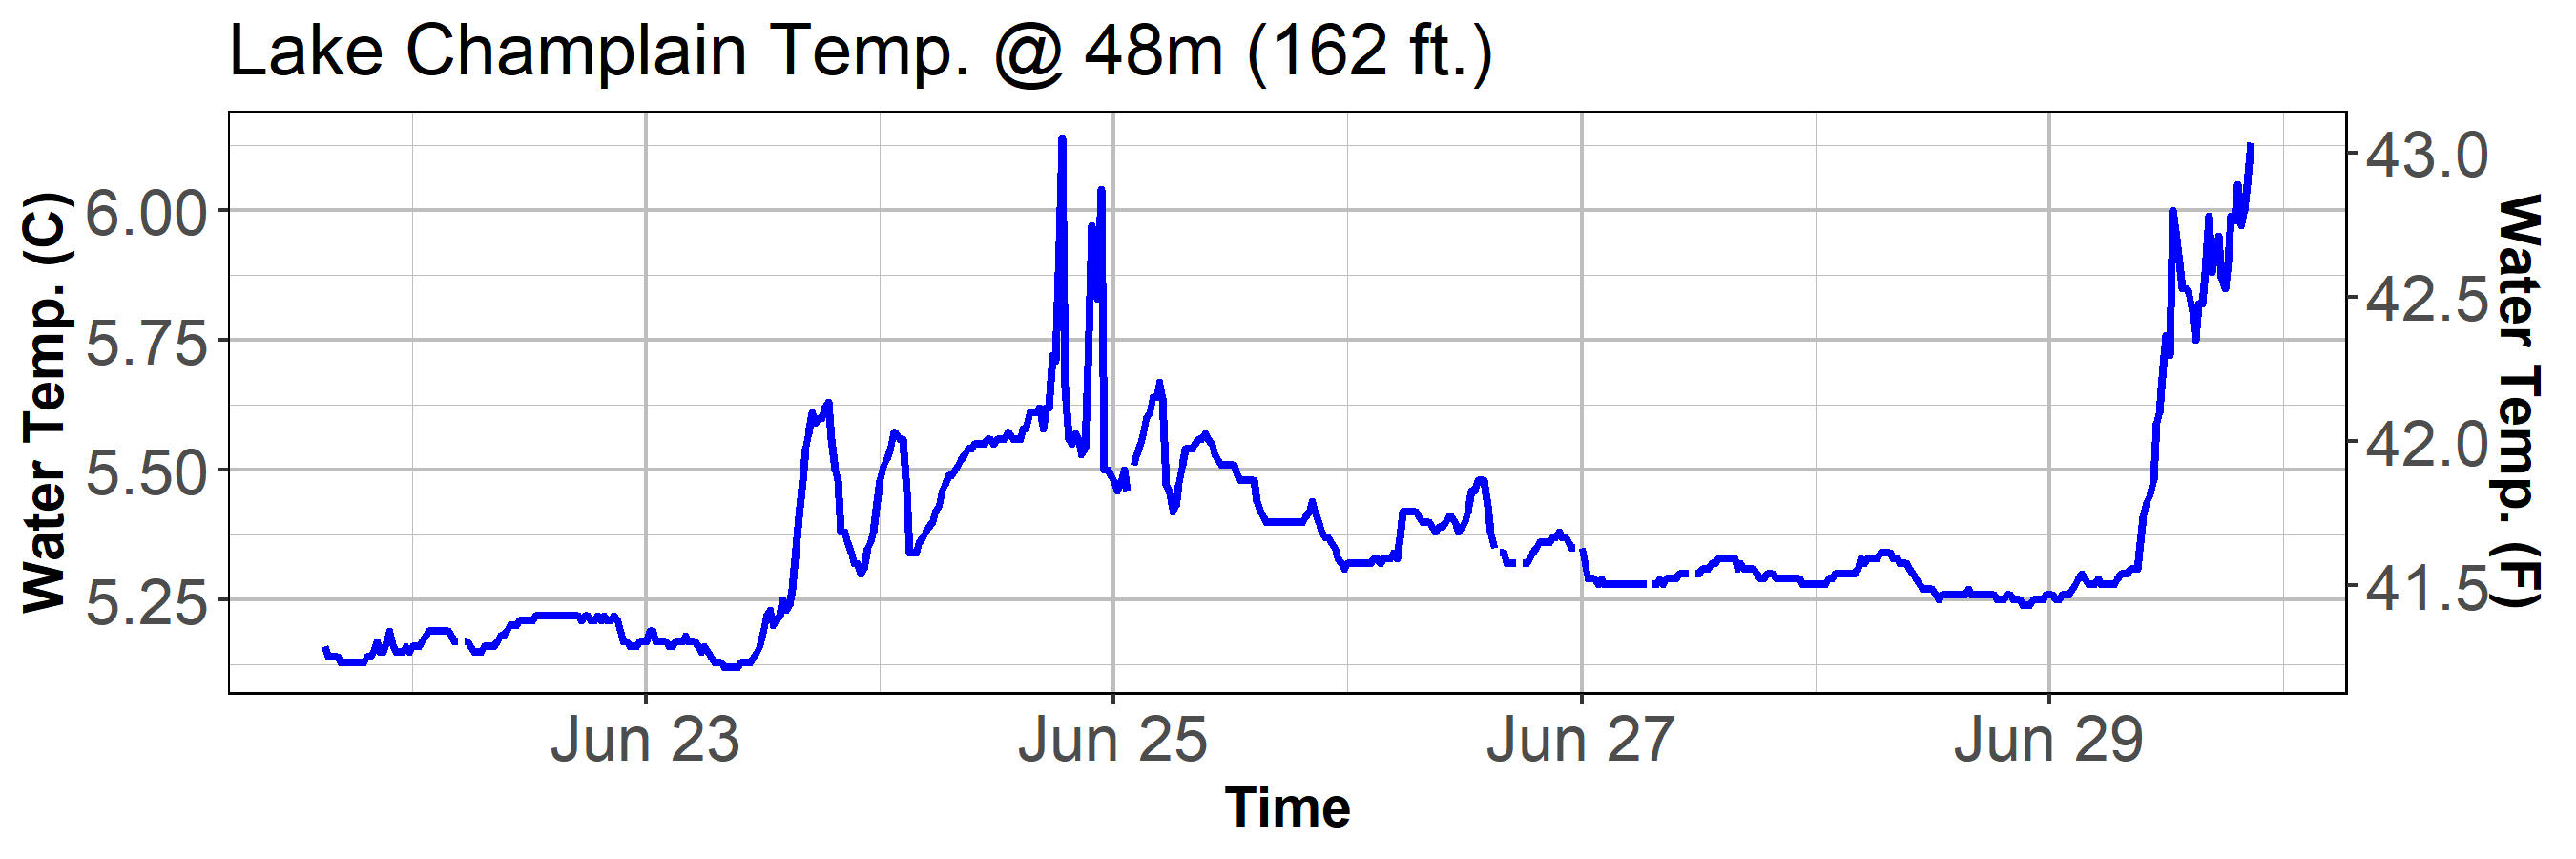 Lake Champlain Temp. @ 48m (162 ft.)
Water Temp. (C)
6.00
5.75
5.50
5.25
43.0
42.5
42.0
41.5
Water Temp. (F)
Jun 23
Jun 25
Jun 27
Jun 29
Time